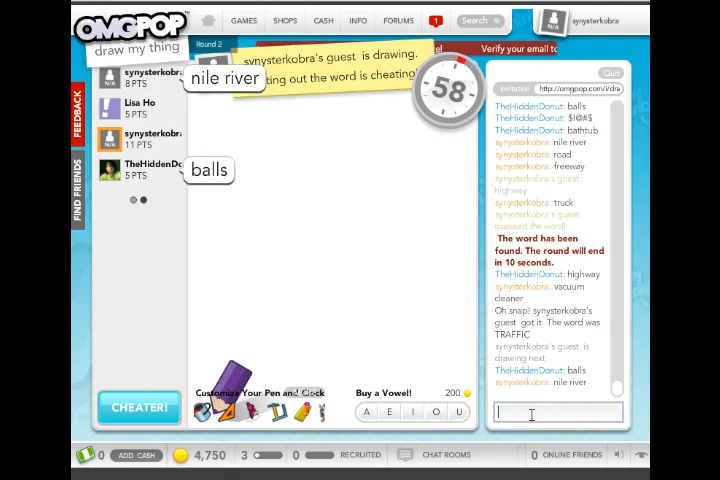 OMGPOP
draw my thing
GAMES
SHOPS
CASH
INFO
FORUMS
1
Search
N/A
synysterkobra
Round 2
Verify your email to
synysterkobra's guest is drawing.
out the word is cheating!
58
FEEDBACK
FIND FRIENDS
N/A
synysterkobra
8 PTS
nile river
Lisa Ho
5 PTS
N/A
synysterkobra
11 PTS
TheHiddenDo
5 PTS
balls
Quit
Invitation
http://omgpop.com/i/dra
TheHiddenDonut: balls
TheHiddenDonut: $!@#$
TheHiddenDonut: bathtub
synysterkobra: nile river
synysterkobra: road
synysterkobra: freeway
synysterkobra's guest :
highway
synysterkobra: truck
synysterkobra's guest
guessed the word!
The word has been
found. The round will end
in 10 seconds.
TheHiddenDonut: highway
synysterkobra: vacuum
cleaner
Oh snap! synysterkobra's
guest got it. The word was
TRAFFIC
synysterkobra's guest is
drawing next
TheHiddenDonut: balls
synysterkobra: nile river
Customize Your Pen and Clock
Buy a Vowel!
200
A
E
I
O
U
CHEATER!
0
ADD CASH
4,750
3
0
RECRUITED
CHAT ROOMS
0 ONLINE FRIENDS